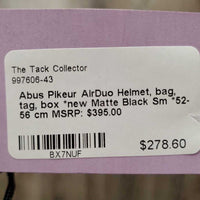 The Tack Collector
997606-43
Abus Pikeur AirDuo Helmet, bag,
tag, box *new Matte Black Sm *52-
56 cm MSRP: $395.00
BX7NUF
$278.60